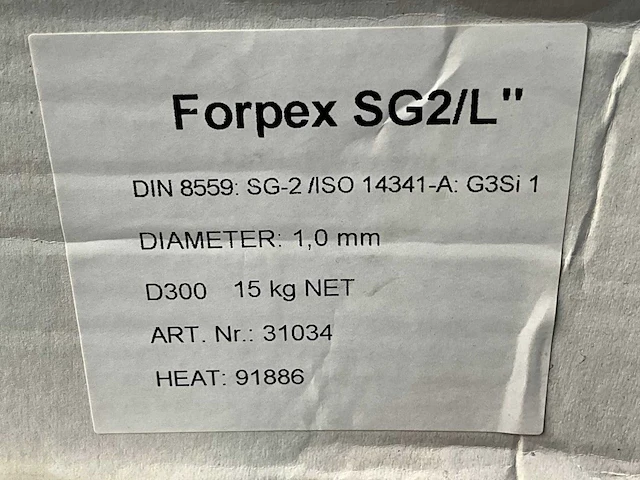 Forpex SG2/L"
DIN 8559: SG-2 /ISO 14341-A: G3Si 1
DIAMETER: 1,0 mm
D300 15 kg NET
ART. Nr.: 31034
HEAT: 91886